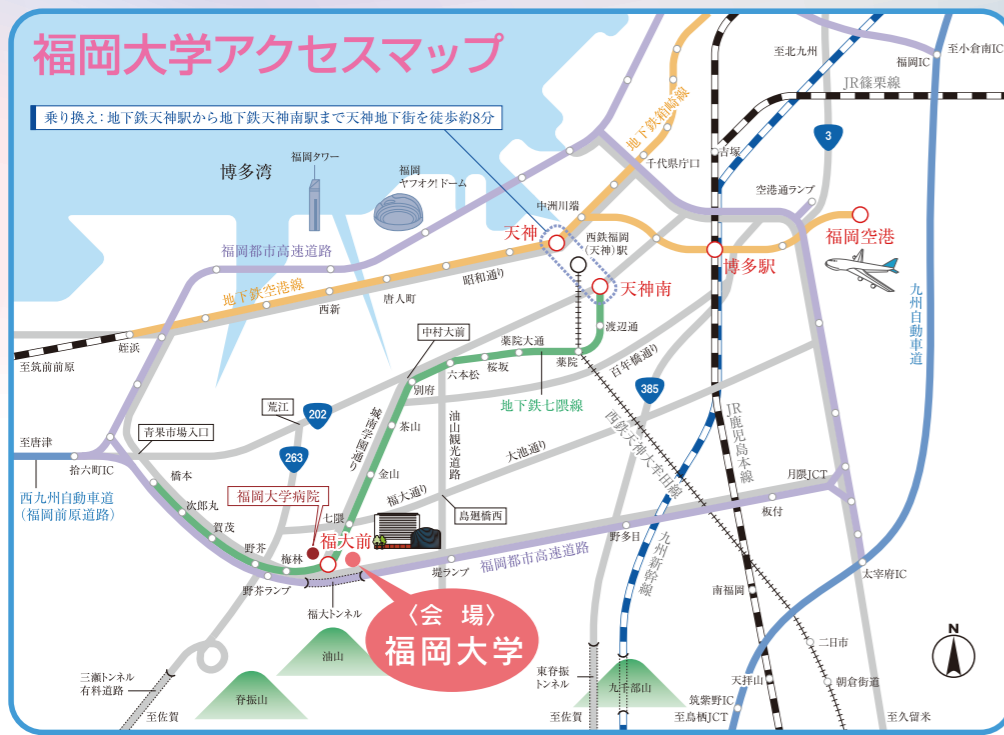 福岡大学アクセスマップ
至小倉南IC
至北九州
福岡IC
JR篠栗線
乗り換え：地下鉄天神駅から地下鉄天神南駅まで天神地下街を徒歩約8分
地下鉄箱崎線
3
吉塚
千代県庁口
福岡タワー
博多湾
福岡
ヤフオク!ドーム
空港通ランプ
中洲川端
天神
西鉄福岡
(天神)駅
福岡空港
博多駅
福岡都市高速道路
昭和通り
天神南
地下鉄空港線
唐人町
西新
九州自動車道
姪浜
中村大前
渡辺通
薬院大通
至筑前前原
六本松
桜坂
薬院
百年橋通り
別府
385
地下鉄七隈線
荒江
202
城南学園通り
油山観光道路
茶山
西鉄天神大牟田線
JR鹿児島本線
青果市場入口
至唐津
263
大池通り
拾六町IC
月隈JCT
橋本
金山
西九州自動車道
(福岡前原道路)
福岡大学病院
福大通り
次郎丸
七隈
島廻橋西
板付
賀茂
福大前
野多目
野芥
梅林
福岡都市高速道路
九州新幹線
堤ランプ
太宰府IC
野芥ランプ
南福岡
福大トンネル
〈会 場〉
福岡大学
N
油山
二日市
三瀬トンネル
有料道路
東脊振
トンネル
天拝山
朝倉街道
脊振山
九千部山
筑紫野IC
至佐賀
至佐賀
至鳥栖JCT
至久留米